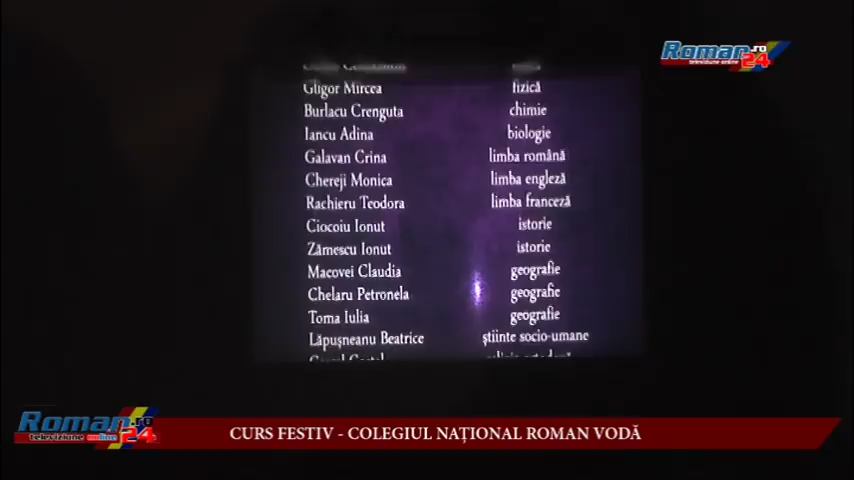 Roman.ro
televiziune online 24
Gligor Mircea fizică
Burlacu Crenguta chimie
Iancu Adina biologie
Galavan Crina limba română
Chereji Monica limba engleză
Rachieru Teodora limba franceză
Ciocoiu Ionut istorie
Zămescu Ionut istorie
Macovei Claudia geografie
Chelaru Petronela geografie
Toma Iulia geografie
Lăpușneanu Beatrice științe socio-umane
Roman.ro
televiziune online 24
CURS FESTIV - COLEGIUL NAȚIONAL ROMAN VODĂ